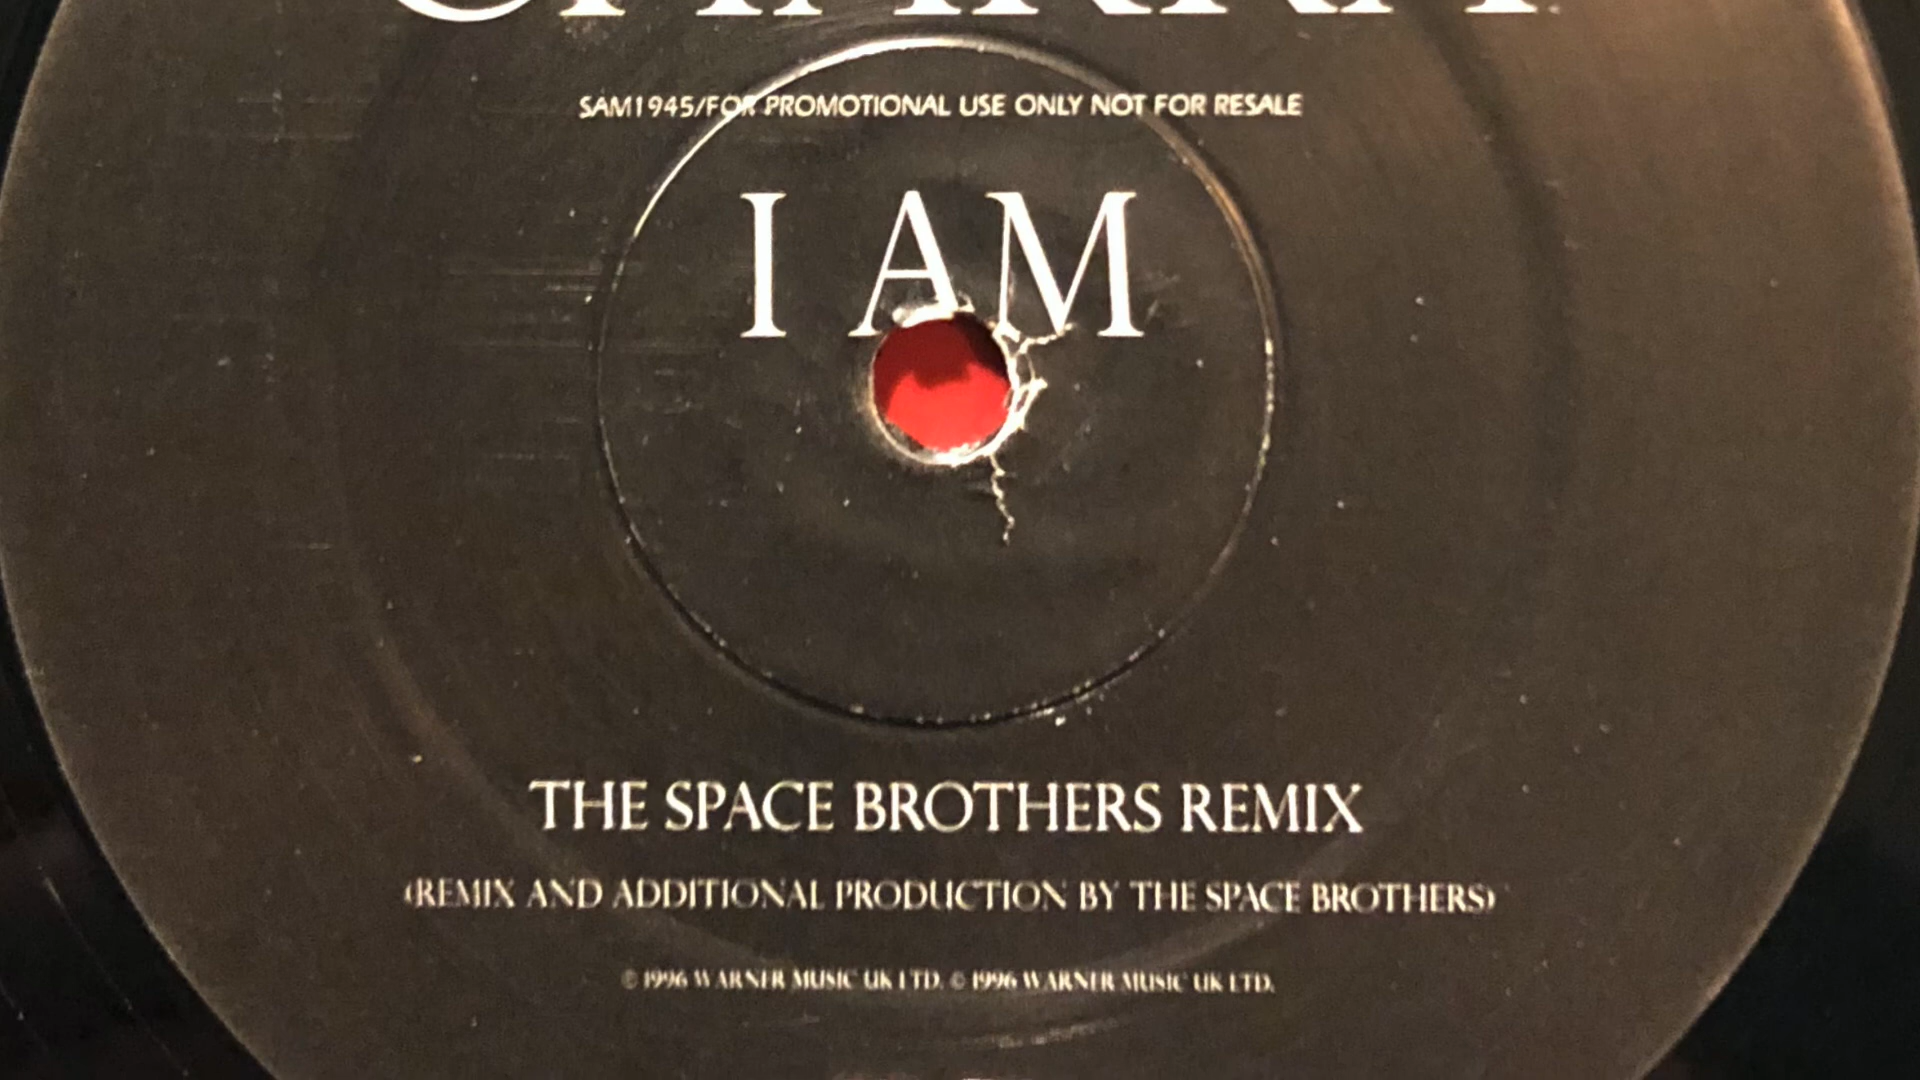 SAM1945/FOR PROMOTIONAL USE ONLY NOT FOR RESALE
I AM
THE SPACE BROTHERS REMIX
(REMIX AND ADDITIONAL PRODUCTION BY THE SPACE BROTHERS)
℗ 1996 WARNER MUSIC UK LTD. © 1996 WARNER MUSIC UK LTD.